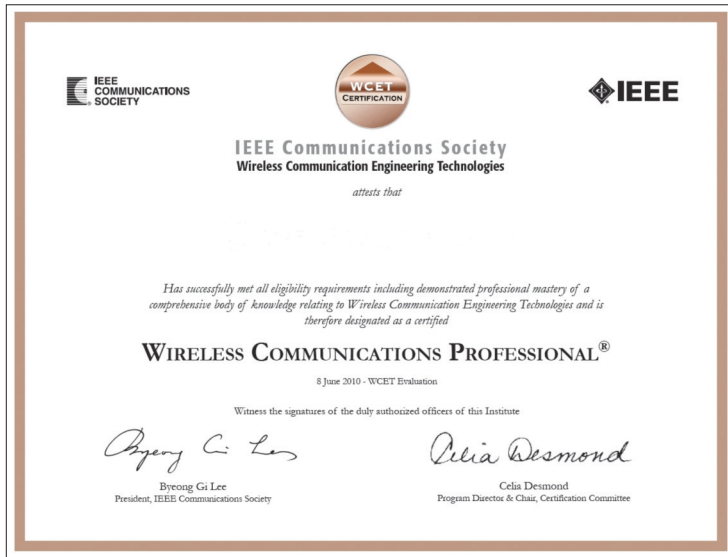 IEEE
COMMUNICATIONS
SOCIETY
WCET
CERTIFICATION
IEEE
IEEE Communications Society
Wireless Communication Engineering Technologies
attests that
Has successfully met all eligibility requirements including demonstrated professional mastery of a
comprehensive body of knowledge relating to Wireless Communication Engineering Technologies and is
therefore designated as a certified
WIRELESS COMMUNICATIONS PROFESSIONAL®
8 June 2010 - WCET Evaluation
Witness the signatures of the duly authorized officers of this Institute
Byeong Gi Lee
Celia Desmond
Byeong Gi Lee
President, IEEE Communications Society
Celia Desmond
Program Director & Chair, Certification Committee